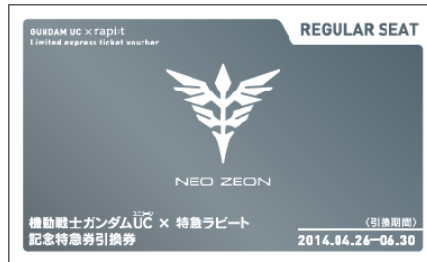 GUNDAM UC × rapi:t
Limited express ticket voucher
REGULAR SEAT
NEO ZEON
ユニコーン
機動戦士ガンダムUC × 特急ラピート
記念特急券引換券
〈引換期間〉
2014.04.26—06.30